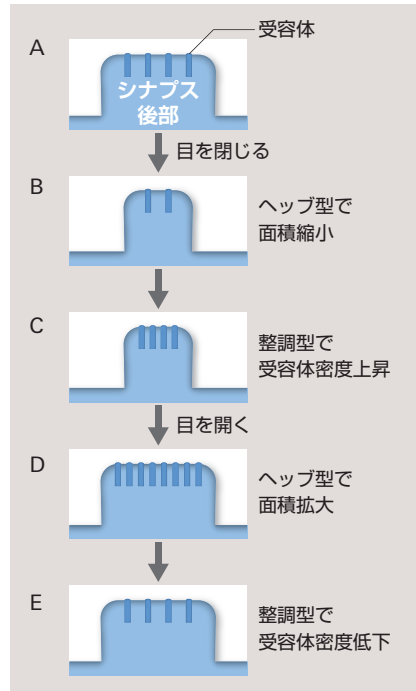 受容体
A
シナプス
後部
目を閉じる
B
ヘッブ型で
面積縮小
C
整調型で
受容体密度上昇
目を開く
D
ヘッブ型で
面積拡大
E
整調型で
受容体密度低下